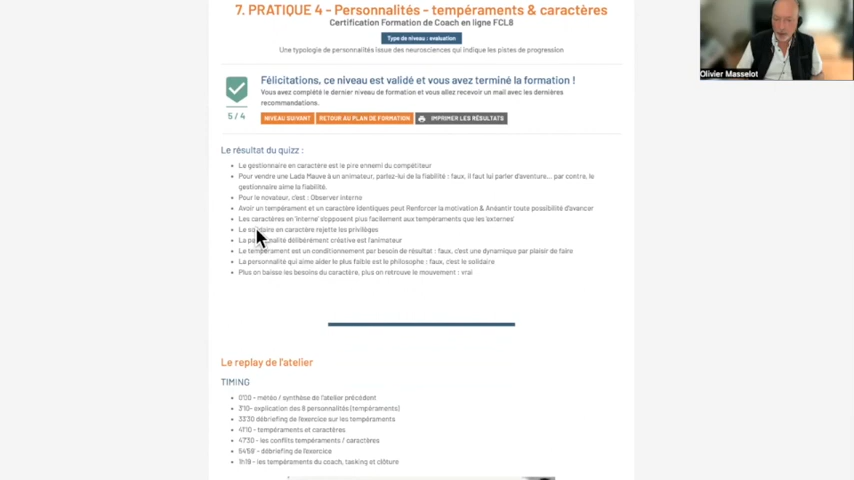 7. PRATIQUE 4 - Personnalités - tempéraments & caractères
Certification Formation de Coach en ligne FCL8
Type de niveau : evaluation
Une typologie de personnalités issue des neurosciences qui indique les pistes de progression
Félicitations, ce niveau est validé et vous avez terminé la formation !
Vous avez complété le dernier niveau de formation et vous allez recevoir un mail avec les dernières
recommandations.
5 / 4
NIVEAU SUIVANT
RETOUR AU PLAN DE FORMATION
IMPRIMER LES RÉSULTATS
Le résultat du quizz :
Le gestionnaire en caractère est le pire ennemi du compétiteur
Pour vendre une Lada Mauve à un animateur, parlez-lui de la fiabilité : faux, il faut lui parler d'aventure... par contre, le
gestionnaire aime la fiabilité.
Pour le novateur, c'est : Observer interne
Avoir un tempérament et un caractère identiques peut Renforcer la motivation & Anéantir toute possibilité d'avancer
Les caractères en 'interne' s'opposent plus facilement aux tempéraments que les 'externes'
Le solidaire en caractère rejette les privilèges
La personnalité délibérément créative est l'animateur
Le tempérament est un conditionnement par besoin de résultat : faux, c'est une dynamique par plaisir de faire
La personnalité qui aime aider le plus faible est le philosophe : faux, c'est le solidaire
Plus on baisse les besoins du caractère, plus on retrouve le mouvement : vrai
Le replay de l'atelier
TIMING
0'00 - météo / synthèse de l'atelier précédent
3'10- explication des 8 personnalités (tempéraments)
33'30 débriefing de l'exercice sur les tempéraments
41'10 - tempéraments et caractères
47'30 - les conflits tempéraments / caractères
54'58' - débriefing de l'exercice
1h19 - les tempéraments du coach, tasking et clôture
Olivier Masselot